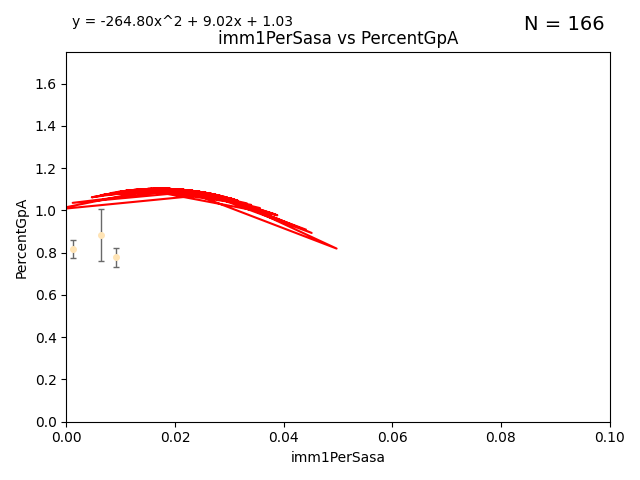 y = -264.80x^2 + 9.02x + 1.03
N = 166
imm1PerSasa vs PercentGpA
PercentGpA
1.6
1.4
1.2
1.0
0.8
0.6
0.4
0.2
0.0
0.00 0.02 0.04 0.06 0.08 0.10
imm1PerSasa